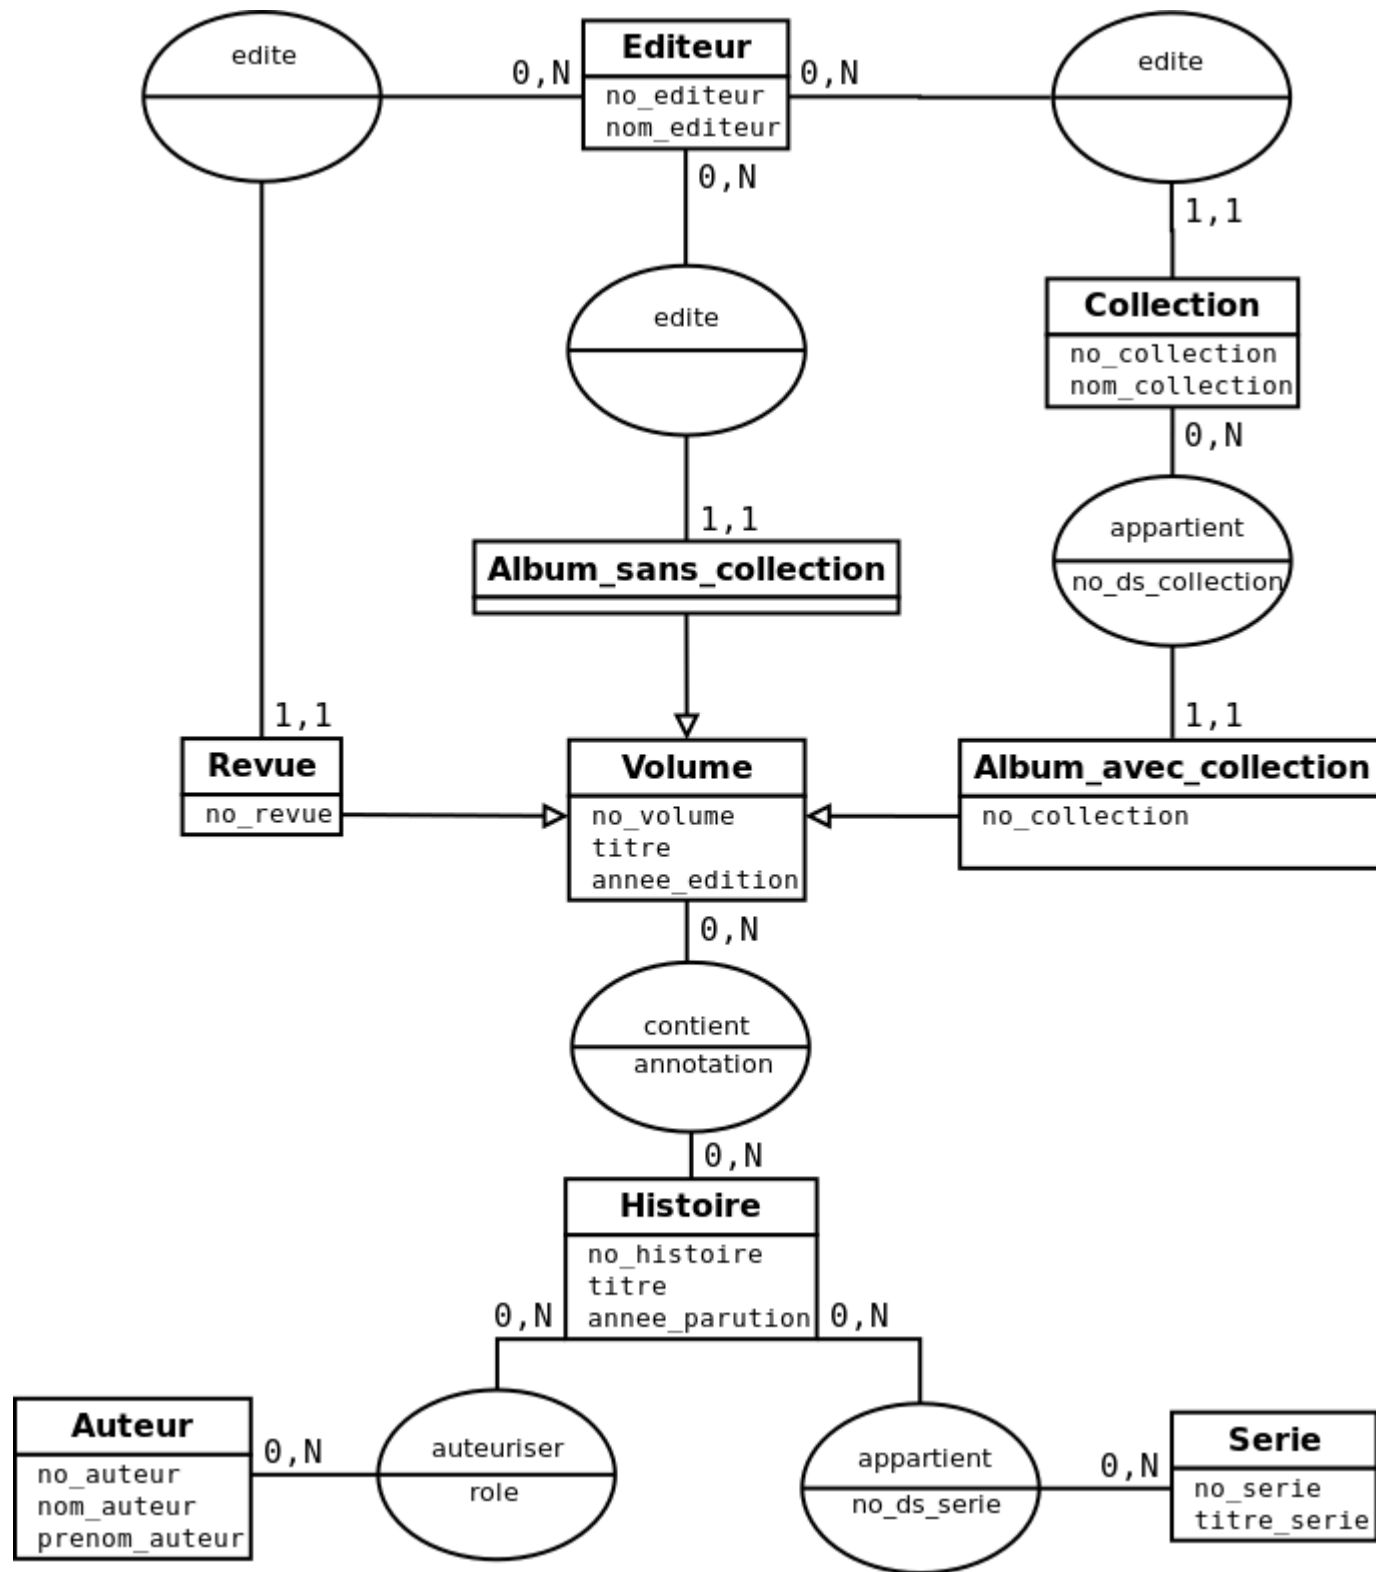 edite
Editeur
0,N
0,N
edite
no_editeur
nom_editeur
0,N
1,1
edite
Collection
no_collection
nom_collection
0,N
1,1
appartient
no_ds_collection
Album_sans_collection
1,1
1,1
Revue
no_revue
Volume
no_volume
titre
annee_edition
Album_avec_collection
no_collection
0,N
contient
annotation
0,N
Histoire
no_histoire
titre
annee_parution
0,N
0,N
Auteur
no_auteur
nom_auteur
prenom_auteur
0,N
auteuriser
role
appartient
no_ds_serie
0,N
Serie
no_serie
titre_serie